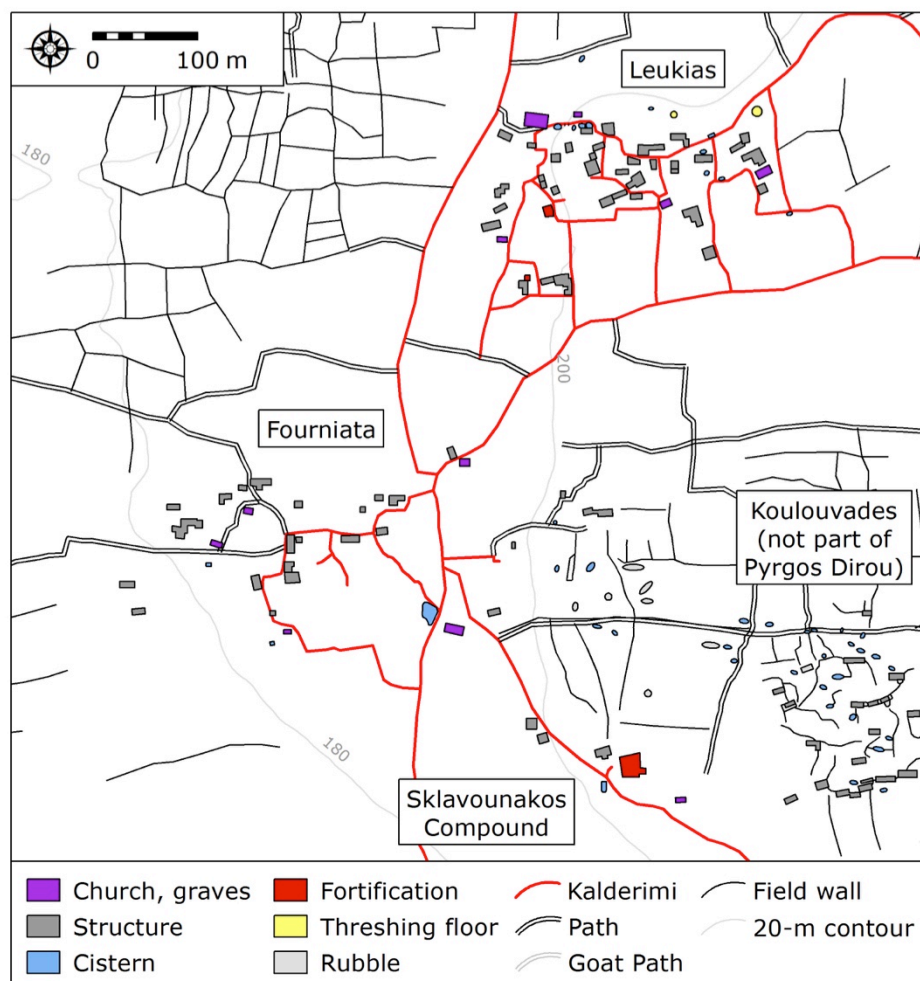 0 100 m
Leukias
180
200
Fourniata
Koulouvades
(not part of
Pyrgos Dirou)
180
Sklavounakos
Compound
Church, graves
Fortification
Kalderimi
Field wall
Structure
Threshing floor
Path
20-m contour
Cistern
Rubble
Goat Path